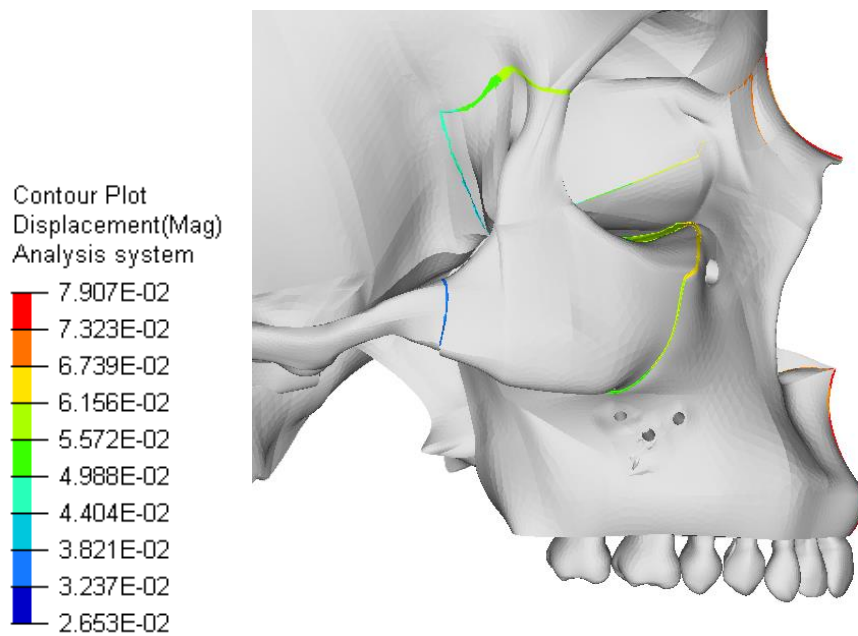 Contour Plot
Displacement(Mag)
Analysis system
7.907E-02
7.323E-02
6.739E-02
6.156E-02
5.572E-02
4.988E-02
4.404E-02
3.821E-02
3.237E-02
2.653E-02